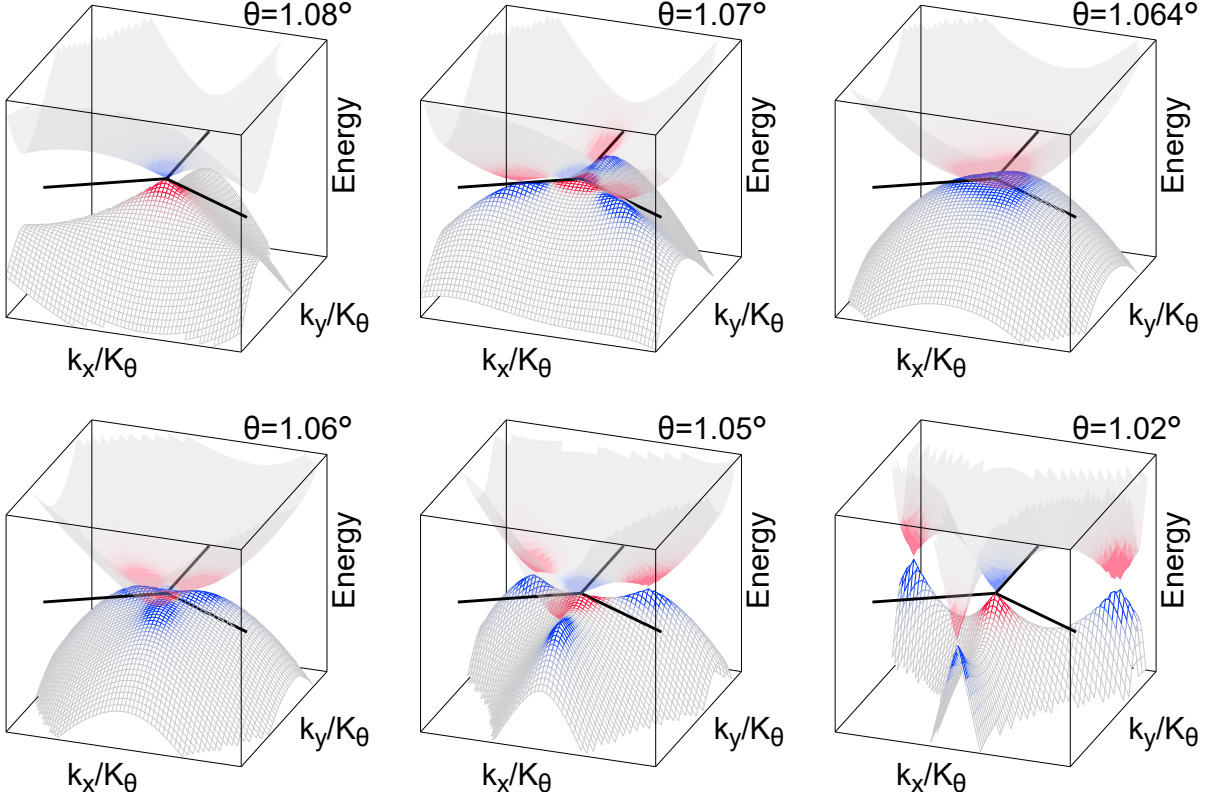 θ=1.08°
Energy
k_y/K_θ
k_x/K_θ
θ=1.07°
Energy
k_y/K_θ
k_x/K_θ
θ=1.064°
Energy
k_y/K_θ
k_x/K_θ
θ=1.06°
Energy
k_y/K_θ
k_x/K_θ
θ=1.05°
Energy
k_y/K_θ
k_x/K_θ
θ=1.02°
Energy
k_y/K_θ
k_x/K_θ